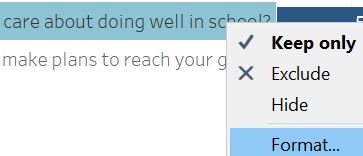 care about doing well in school?
Keep only
make plans to reach your g
Exclude
Hide
Format...